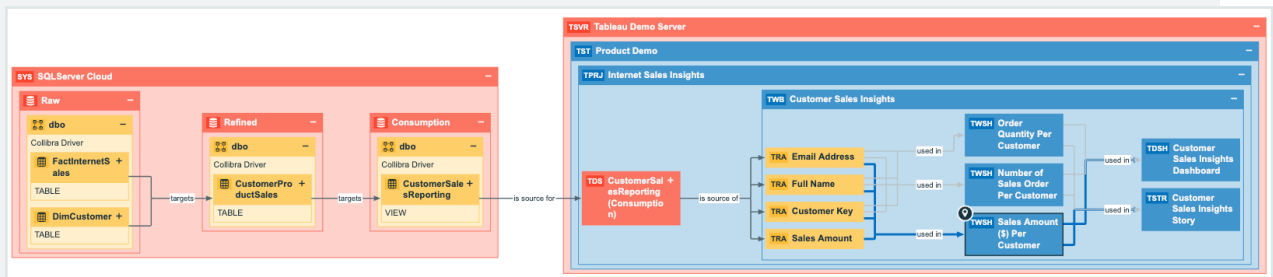 TSVR Tableau Demo Server −
TST Product Demo −
TPRJ Internet Sales Insights −
SYS SQLServer Cloud −
Raw −
dbo −
Collibra Driver
FactInternetS +
ales
TABLE
DimCustomer +
TABLE
targets
Refined −
dbo −
Collibra Driver
CustomerPro +
ductSales
TABLE
targets
Consumption −
dbo −
Collibra Driver
CustomerSale +
sReporting
VIEW
is source for
TDS CustomerSal +
esReporting
(Consumptio
n)
is source of
TWB Customer Sales Insights −
TRA Email Address
TRA Full Name
TRA Customer Key
TRA Sales Amount
used in
used in
used in
TWSH Order
Quantity Per
Customer
TWSH Number of
Sales Order
Per Customer
TWSH Sales Amount
($) Per
Customer
used in
used in
TDSH Customer
Sales Insights
Dashboard
TSTR Customer
Sales Insights
Story